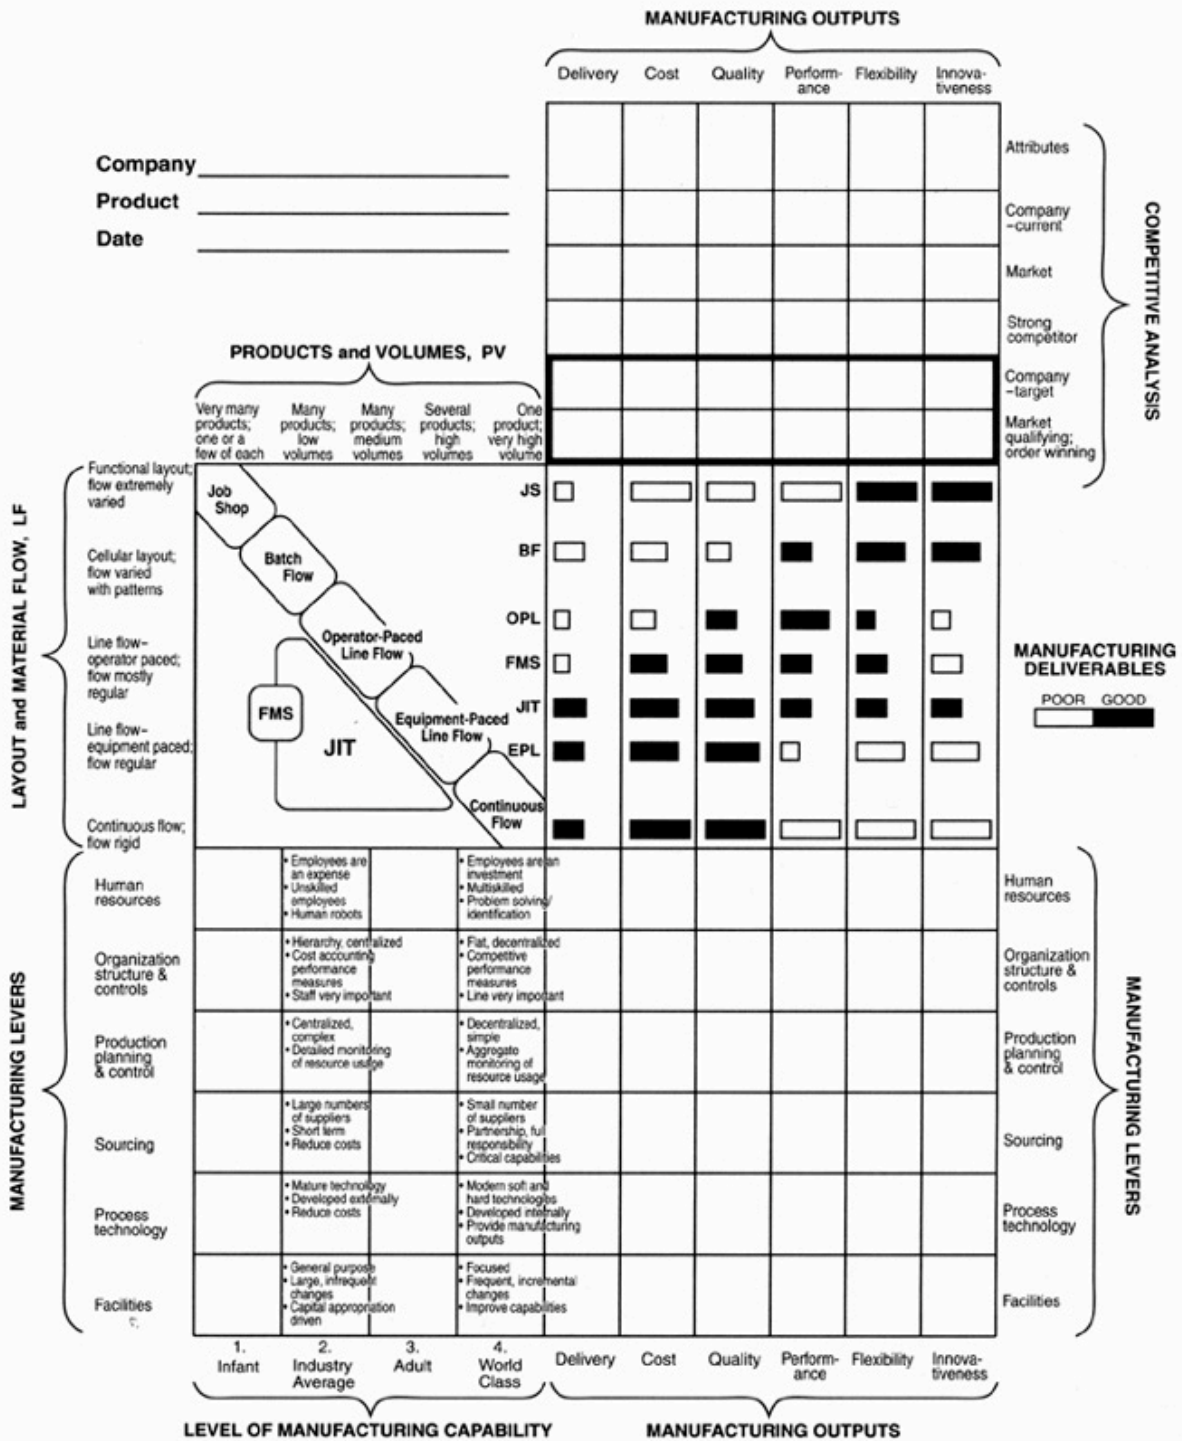 MANUFACTURING OUTPUTS
Delivery
Cost
Quality
Perform-
ance
Flexibility
Innova-
tiveness
Attributes
Company
-current
Market
Strong
competitor
Company
-target
Market
qualifying;
order winning
COMPETITIVE ANALYSIS
Company
Product
Date
PRODUCTS and VOLUMES, PV
Very many
products;
one or a
few of each
Many
products;
low
volumes
Many
products;
medium
volumes
Several
products;
high
volumes
One
product;
very high
volume
LAYOUT and MATERIAL FLOW, LF
Functional layout;
flow extremely
varied
Cellular layout;
flow varied
with patterns
Line flow–
operator paced;
flow mostly
regular
Line flow–
equipment paced;
flow regular
Continuous flow;
flow rigid
Job
Shop
Batch
Flow
Operator-Paced
Line Flow
Equipment-Paced
Line Flow
Continuous
Flow
FMS
JIT
JS
BF
OPL
FMS
JIT
EPL
MANUFACTURING
DELIVERABLES
POOR GOOD
MANUFACTURING LEVERS
Human
resources
• Employees are
an expense
• Unskilled
employees
• Human robots
• Employees are an
investment
• Multiskilled
• Problem solving/
identification
Human
resources
Organization
structure &
controls
• Hierarchy, centralized
• Cost accounting
performance
measures
• Staff very important
• Flat, decentralized
• Competitive
performance
measures
• Line very important
Organization
structure &
controls
Production
planning
& control
• Centralized,
complex
• Detailed monitoring
of resource usage
• Decentralized,
simple
• Aggregate
monitoring of
resource usage
Production
planning
& control
Sourcing
• Large numbers
of suppliers
• Short term
• Reduce costs
• Small number
of suppliers
• Partnership, full
responsibility
• Critical capabilities
Sourcing
Process
technology
• Mature technology
• Developed externally
• Reduce costs
• Modern soft and
hard technologies
• Developed internally
• Provide manufacturing
outputs
Process
technology
Facilities
• General purpose
• Large, infrequent
changes
• Capital appropriation
driven
• Focused
• Frequent, incremental
changes
• Improve capabilities
Facilities
MANUFACTURING LEVERS
1.
Infant
2.
Industry
Average
3.
Adult
4.
World
Class
Delivery
Cost
Quality
Perform-
ance
Flexibility
Innova-
tiveness
LEVEL OF MANUFACTURING CAPABILITY
MANUFACTURING OUTPUTS